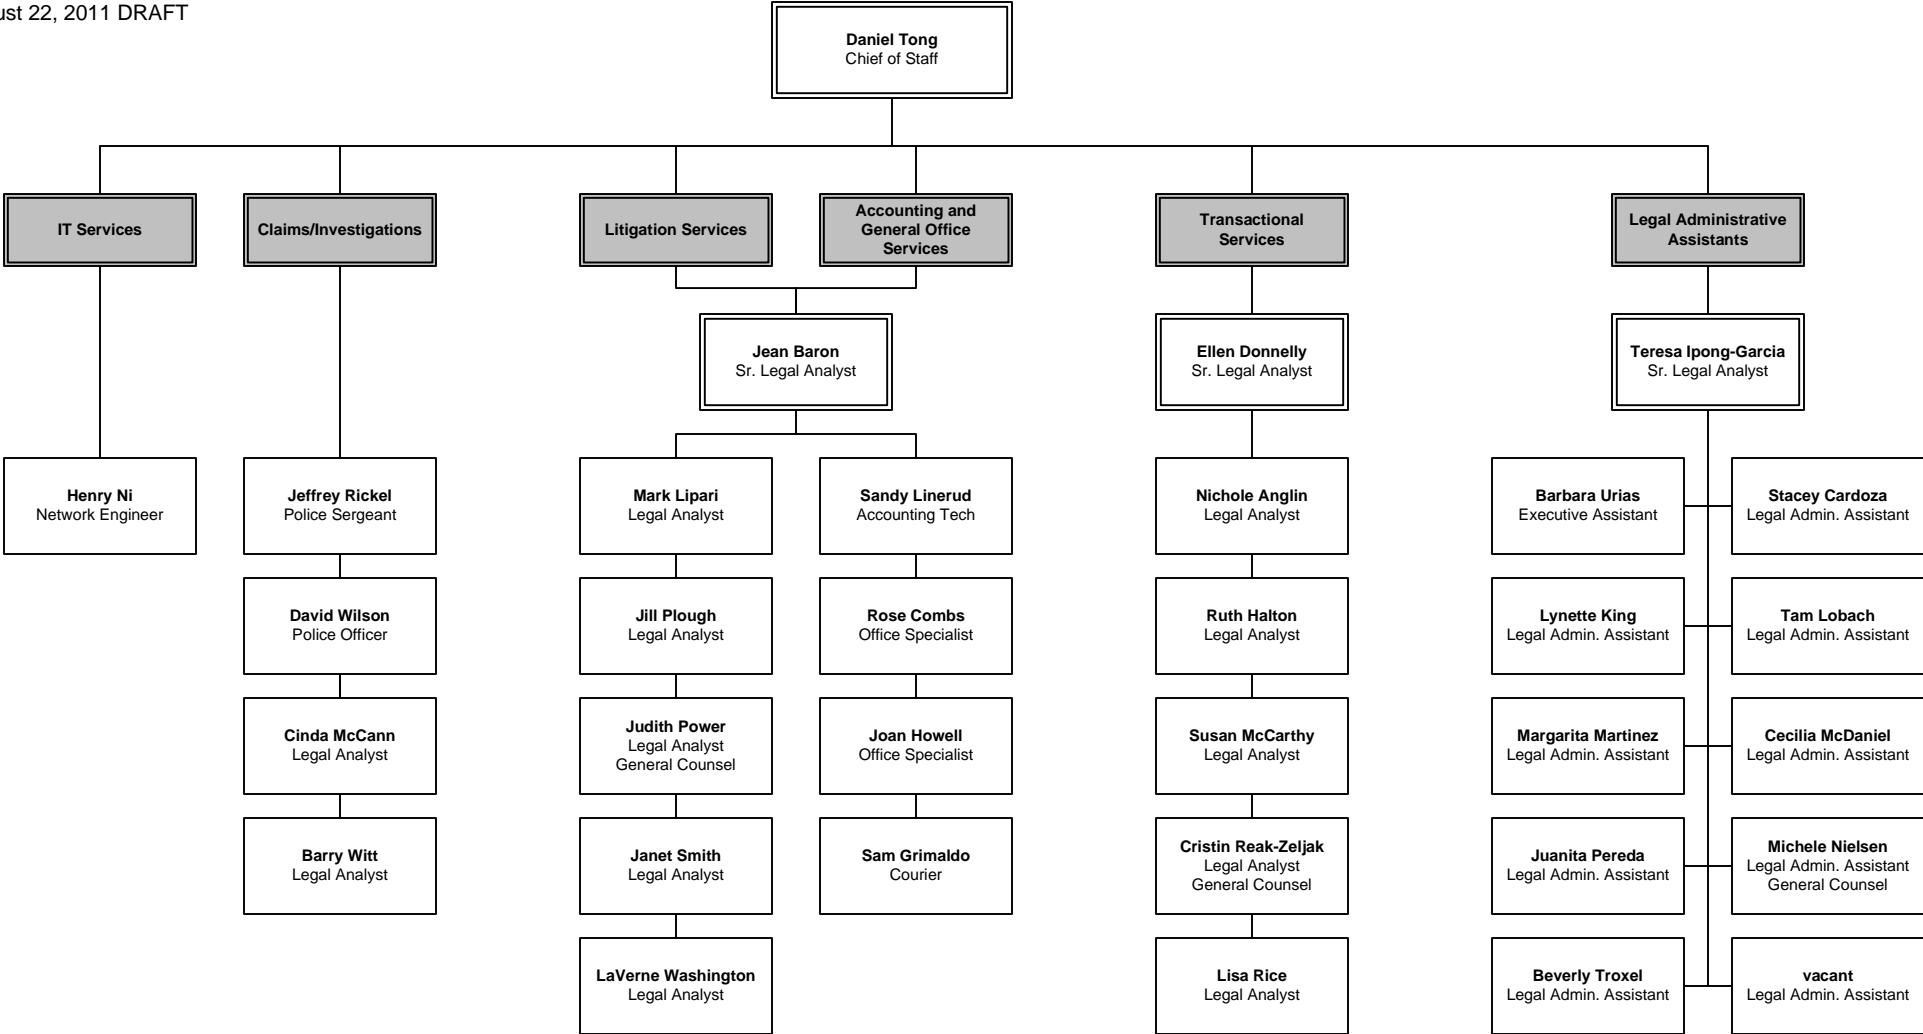 ust 22, 2011 DRAFT
Daniel Tong
Chief of Staff
IT Services
Claims/Investigations
Litigation Services
Accounting and
General Office
Services
Transactional
Services
Legal Administrative
Assistants
Jean Baron
Sr. Legal Analyst
Ellen Donnelly
Sr. Legal Analyst
Teresa Ipong-Garcia
Sr. Legal Analyst
Henry Ni
Network Engineer
Jeffrey Rickel
Police Sergeant
Mark Lipari
Legal Analyst
Sandy Linerud
Accounting Tech
Nichole Anglin
Legal Analyst
Barbara Urias
Executive Assistant
Stacey Cardoza
Legal Admin. Assistant
David Wilson
Police Officer
Jill Plough
Legal Analyst
Rose Combs
Office Specialist
Ruth Halton
Legal Analyst
Lynette King
Legal Admin. Assistant
Tam Lobach
Legal Admin. Assistant
Cinda McCann
Legal Analyst
Judith Power
Legal Analyst
General Counsel
Joan Howell
Office Specialist
Susan McCarthy
Legal Analyst
Margarita Martinez
Legal Admin. Assistant
Cecilia McDaniel
Legal Admin. Assistant
Barry Witt
Legal Analyst
Janet Smith
Legal Analyst
Sam Grimaldo
Courier
Cristin Reak-Zeljak
Legal Analyst
General Counsel
Juanita Pereda
Legal Admin. Assistant
Michele Nielsen
Legal Admin. Assistant
General Counsel
LaVerne Washington
Legal Analyst
Lisa Rice
Legal Analyst
Beverly Troxel
Legal Admin. Assistant
vacant
Legal Admin. Assistant